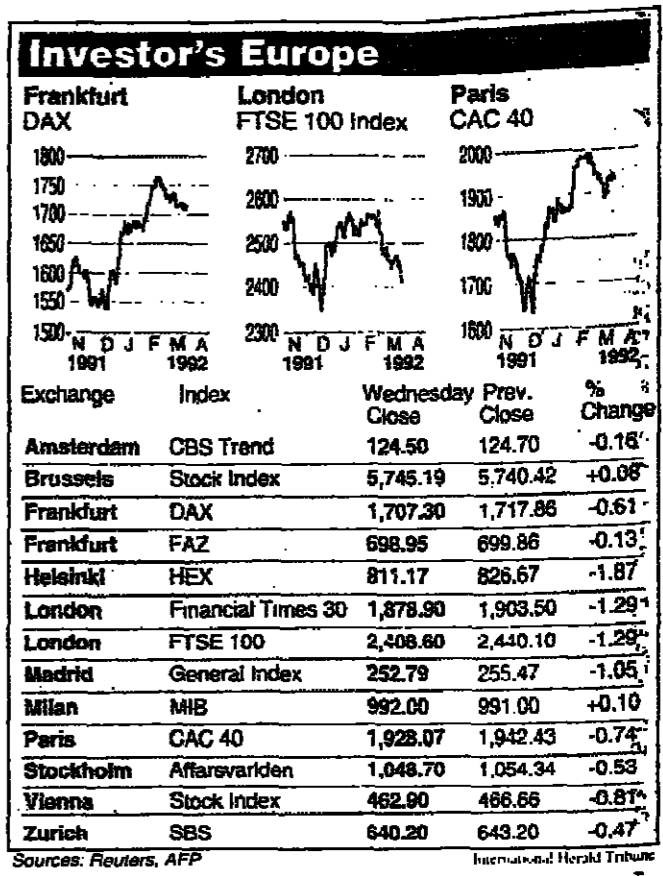 Investor's Europe
Frankfurt
DAX
London
FTSE 100 Index
Paris
CAC 40
1800
1750
1700
1650
1600
1550
1500
N D J F M A
1991 1992
2700
2600
2500
2400
2300
N D J F M A
1991 1992
2000
1900
1800
1700
1600
N D J F M A
1991 1992
Exchange Index Wednesday Close Prev. Close % Change
Amsterdam CBS Trend 124.50 124.70 -0.16
Brussels Stock Index 5,745.19 5,740.42 +0.08
Frankfurt DAX 1,707.30 1,717.86 -0.61
Frankfurt FAZ 698.95 699.86 -0.13
Helsinki HEX 811.17 826.67 -1.87
London Financial Times 30 1,878.90 1,903.50 -1.29
London FTSE 100 2,408.60 2,440.10 -1.29
Madrid General Index 252.79 255.47 -1.05
Milan MIB 992.00 991.00 +0.10
Paris CAC 40 1,928.07 1,942.43 -0.74
Stockholm Affarsvarlden 1,048.70 1,054.34 -0.53
Vienna Stock Index 462.90 466.66 -0.81
Zurich SBS 640.20 643.20 -0.47
Sources: Reuters, AFP
International Herald Tribune